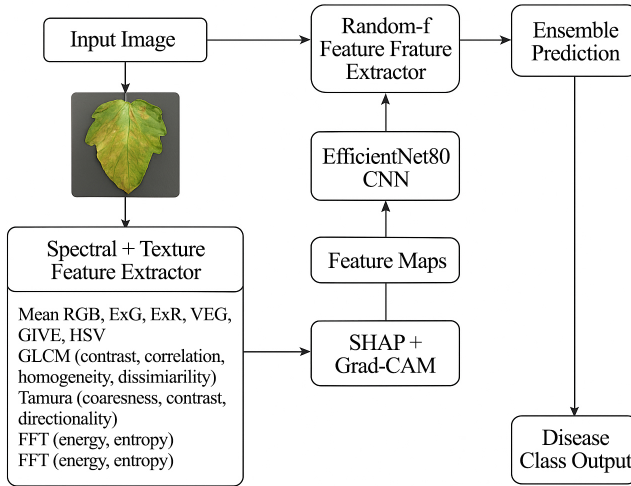 Input Image
Random-f
Feature Frature
Extractor
Ensemble
Prediction
EfficientNet80
CNN
Spectral + Texture
Feature Extractor
Feature Maps
Mean RGB, ExG, ExR, VEG,
GIVE, HSV
GLCM (contrast, correlation,
homogeneity, dissimiarility)
Tamura (coaresness, contrast,
directionality)
FFT (energy, entropy)
FFT (energy, entropy)
SHAP +
Grad-CAM
Disease
Class Output